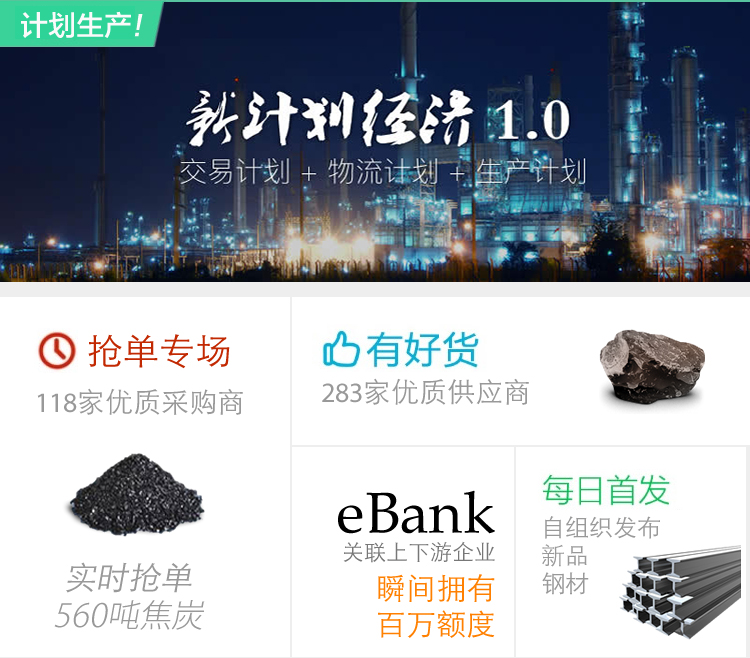 计划生产!
新计划经济 1.0
交易计划 + 物流计划 + 生产计划
抢单专场
118家优质采购商
实时抢单
560吨焦炭
有好货
283家优质供应商
eBank
关联上下游企业
瞬间拥有
百万额度
每日首发
自组织发布
新品
钢材